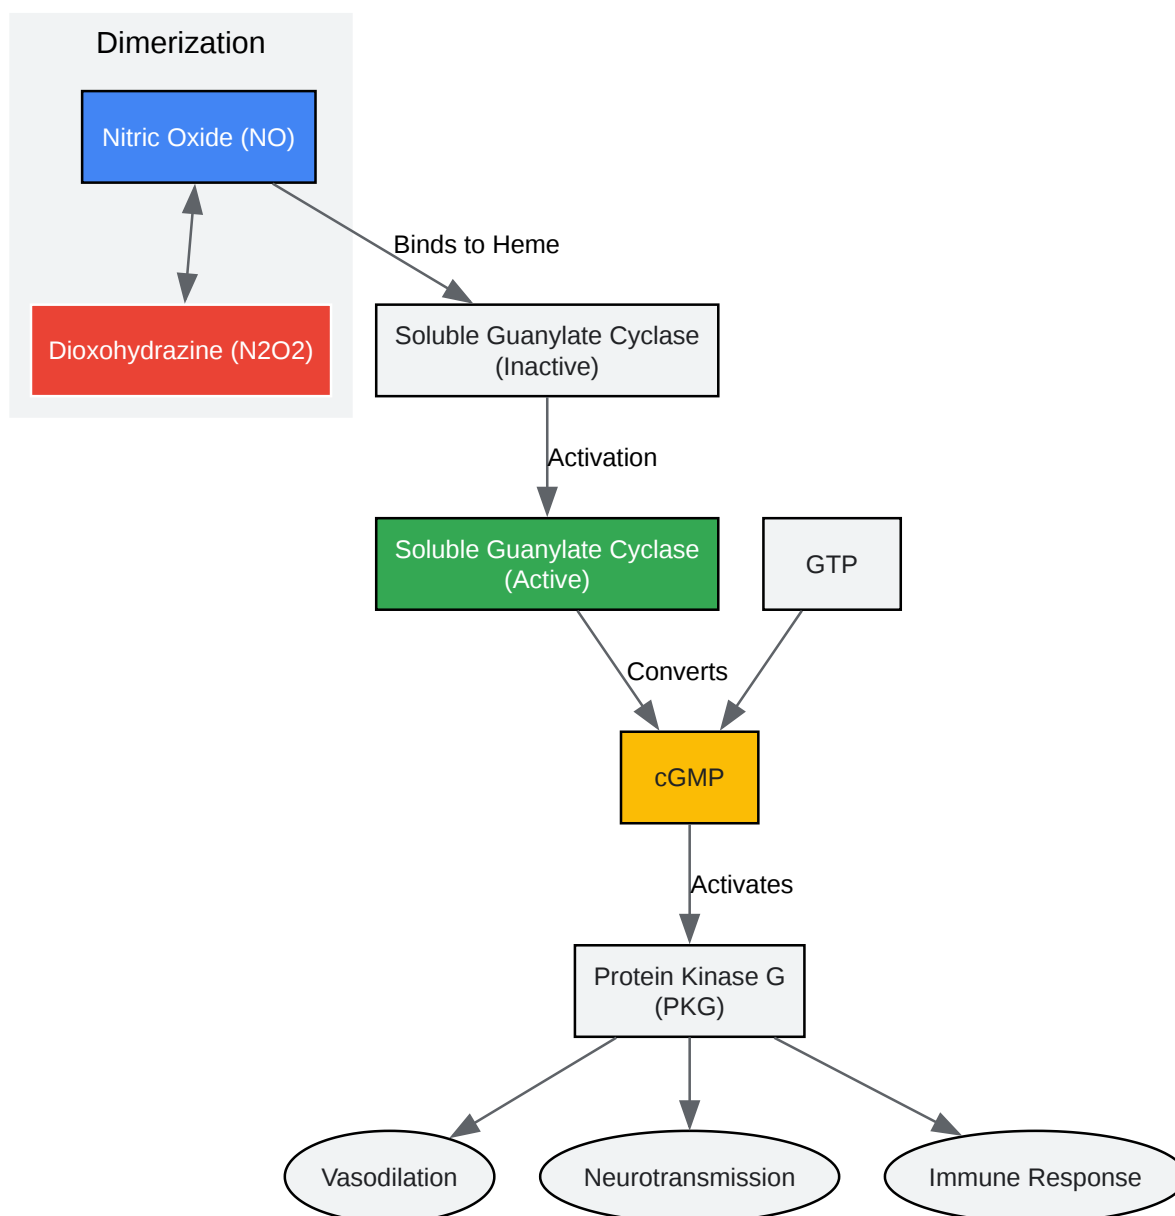 Dimerization
Nitric Oxide (NO)
Binds to Heme
Dioxohydrazine (N2O2)
Soluble Guanylate Cyclase
(Inactive)
Activation
Soluble Guanylate Cyclase
(Active)
GTP
Converts
cGMP
Activates
Protein Kinase G
(PKG)
Vasodilation
Neurotransmission
Immune Response